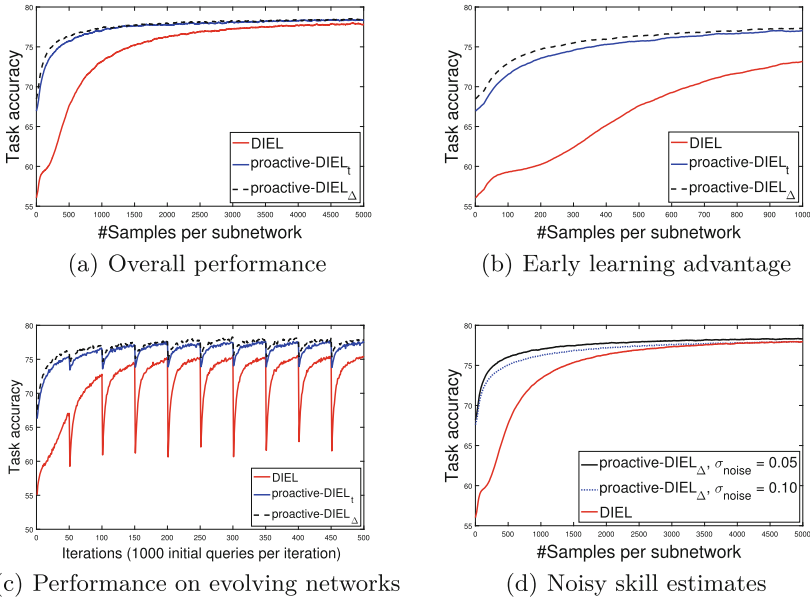 80
75
70
65
60
55
Task accuracy
0 500 1000 1500 2000 2500 3000 3500 4000 4500 5000
#Samples per subnetwork
DIEL
proactive-DIELt
proactive-DIELΔ
(a) Overall performance
80
75
70
65
60
55
Task accuracy
0 100 200 300 400 500 600 700 800 900 1000
#Samples per subnetwork
DIEL
proactive-DIELt
proactive-DIELΔ
(b) Early learning advantage
80
75
70
65
60
55
50
Task accuracy
0 50 100 150 200 250 300 350 400 450 500
Iterations (1000 initial queries per iteration)
DIEL
proactive-DIELt
proactive-DIELΔ
c) Performance on evolving networks
80
75
70
65
60
55
Task accuracy
0 500 1000 1500 2000 2500 3000 3500 4000 4500 5000
#Samples per subnetwork
proactive-DIELΔ, σnoise = 0.05
proactive-DIELΔ, σnoise = 0.10
DIEL
(d) Noisy skill estimates